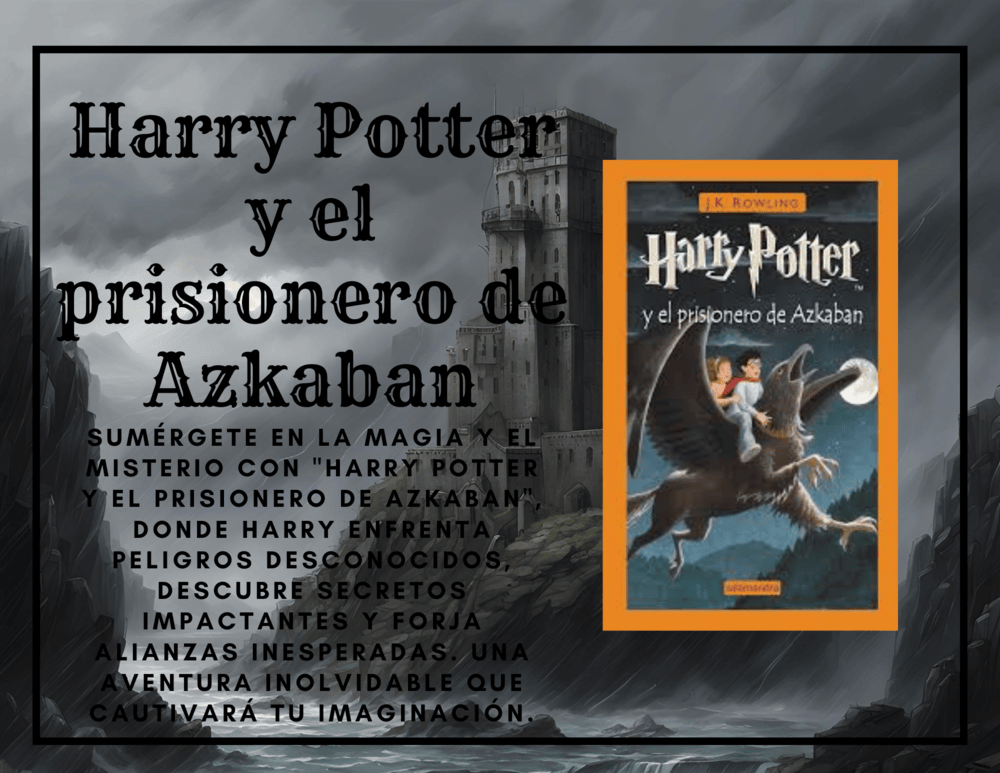 Harry Potter
y el
prisionero de
Azkaban
SUMÉRGETE EN LA MAGIA Y EL
MISTERIO CON "HARRY POTTER
Y EL PRISIONERO DE AZKABAN",
DONDE HARRY ENFRENTA
PELIGROS DESCONOCIDOS,
DESCUBRE SECRETOS
IMPACTANTES Y FORJA
ALIANZAS INESPERADAS. UNA
AVENTURA INOLVIDABLE QUE
CAUTIVARÁ TU IMAGINACIÓN.
J.K. ROWLING
Harry Potter
TM
y el prisionero de Azkaban
salamandra